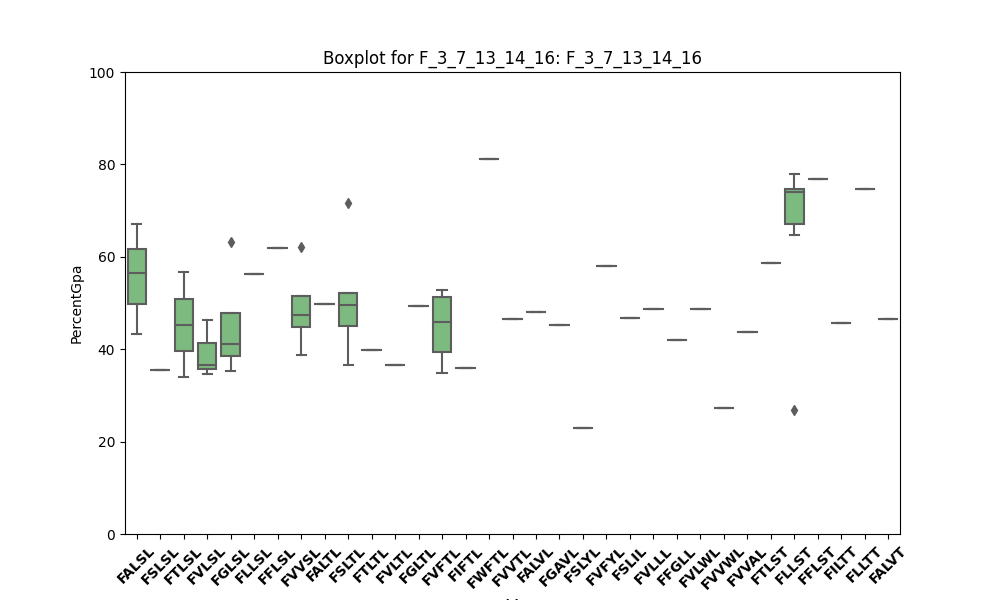 Boxplot for F_3_7_13_14_16: F_3_7_13_14_16
PercentGpa
100
80
60
40
20
0
FALSL
FSLSL
FTLSL
FVLSL
FGLSL
FLLSL
FFLSL
FVVSL
FALTL
FSLTL
FTLTL
FVLTL
FGLTL
FVFTL
FIFTL
FWFTL
FVVTL
FALVL
FGAVL
FSLYL
FVFYL
FSLIL
FVLLL
FFGLL
FVLWL
FVVWL
FVVAL
FTLST
FLLST
FFLST
FILTT
FLLTT
FALVT